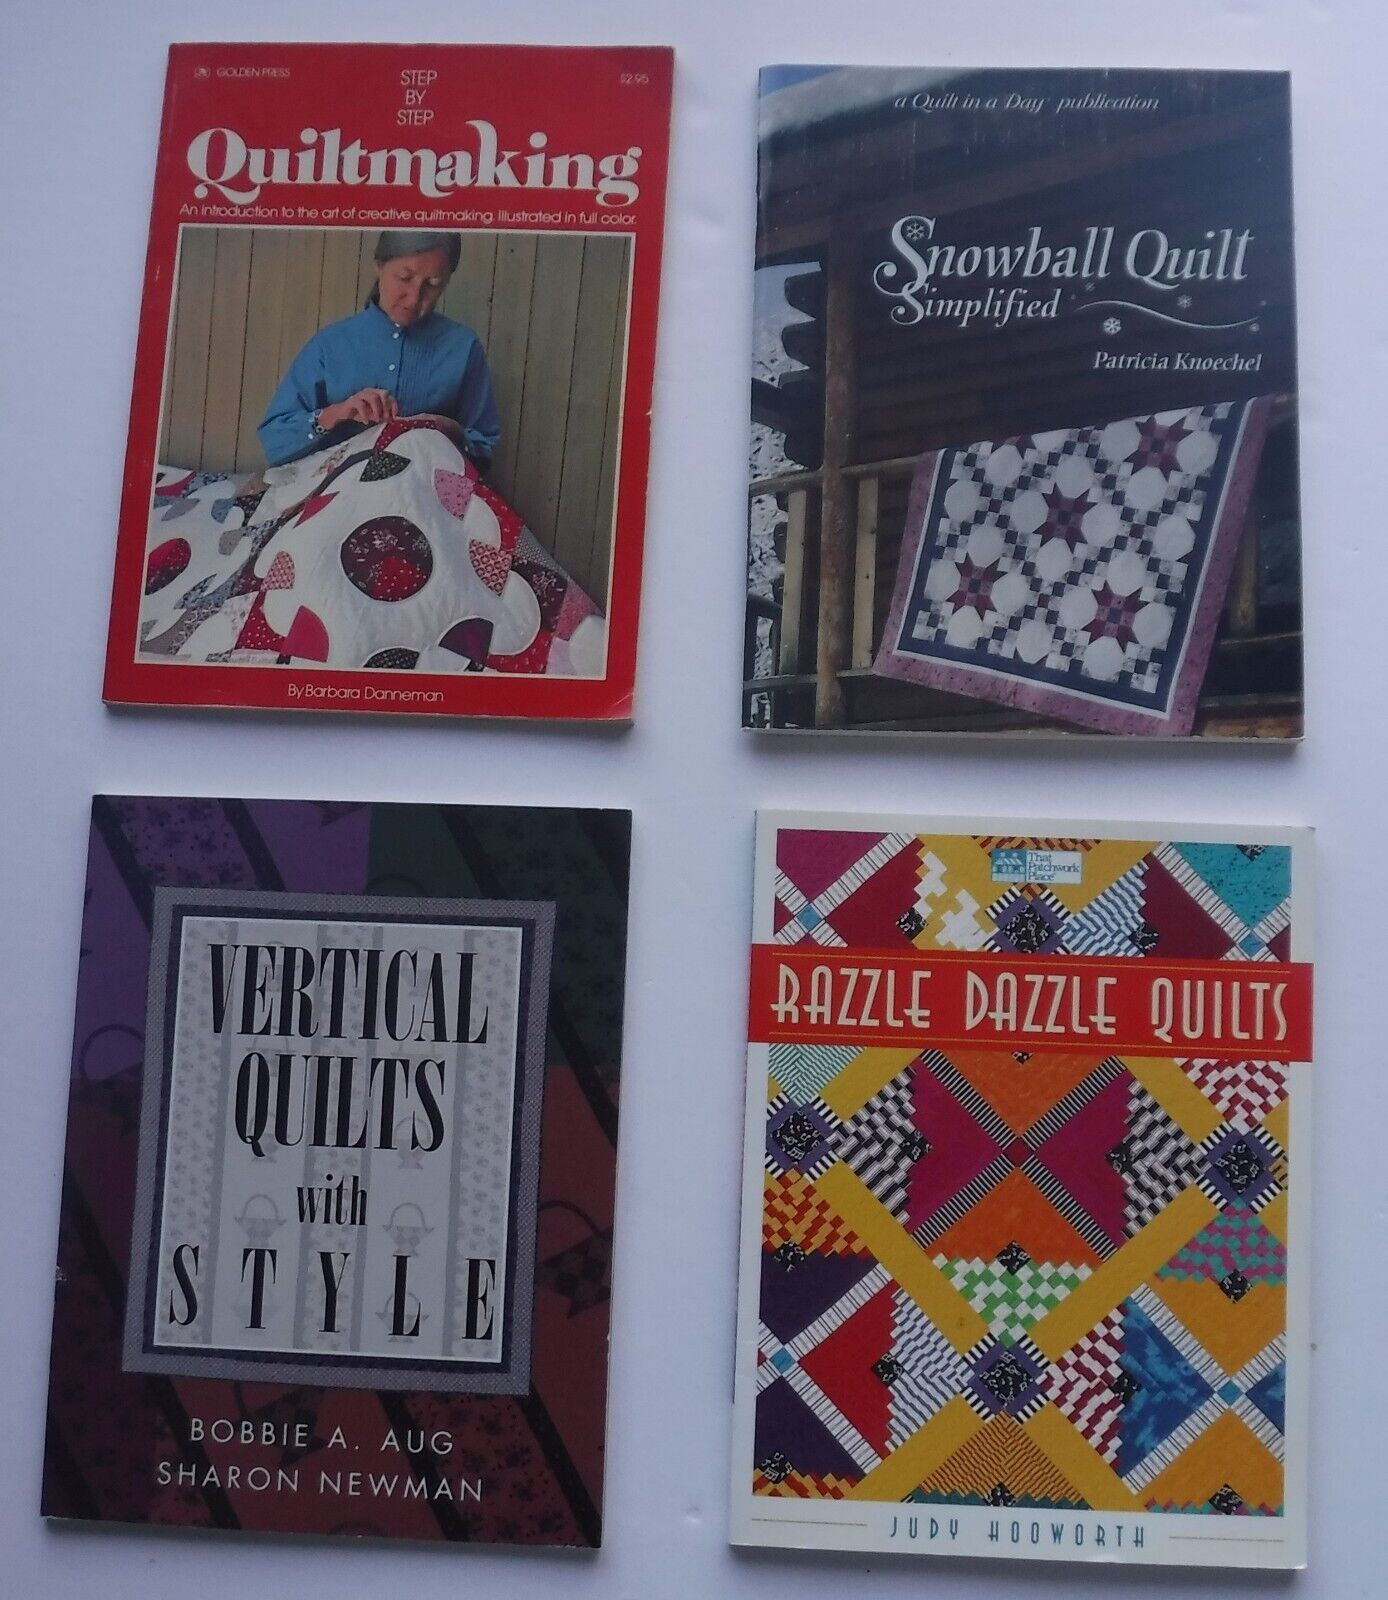 GOLDEN PRESS
$2.95
STEP
BY
STEP
Quiltmaking
An introduction to the art of creative quiltmaking. Illustrated in full color.
By Barbara Danneman
a Quilt in a Day publication
Snowball Quilt
Simplified
Patricia Knoechel
VERTICAL
QUILTS
with
STYLE
BOBBIE A. AUG
SHARON NEWMAN
That
Patchwork
Place
RAZZLE DAZZLE QUILTS
JUDY HOOWORTH